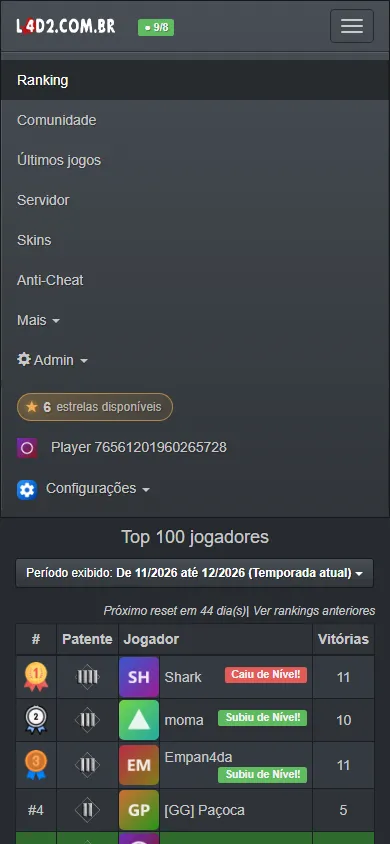 L4D2.COM.BR
● 9/8
Ranking
Comunidade
Últimos jogos
Servidor
Skins
Anti-Cheat
Mais
Admin
6 estrelas disponíveis
Player 76561201960265728
Configurações
Top 100 jogadores
Período exibido: De 11/2026 até 12/2026 (Temporada atual)
Próximo reset em 44 dia(s)| Ver rankings anteriores
# Patente Jogador Vitórias
1 SH Shark Caiu de Nível! 11
2 moma Subiu de Nível! 10
3 EM Empan4da Subiu de Nível! 11
#4 GP [GG] Paçoca 5